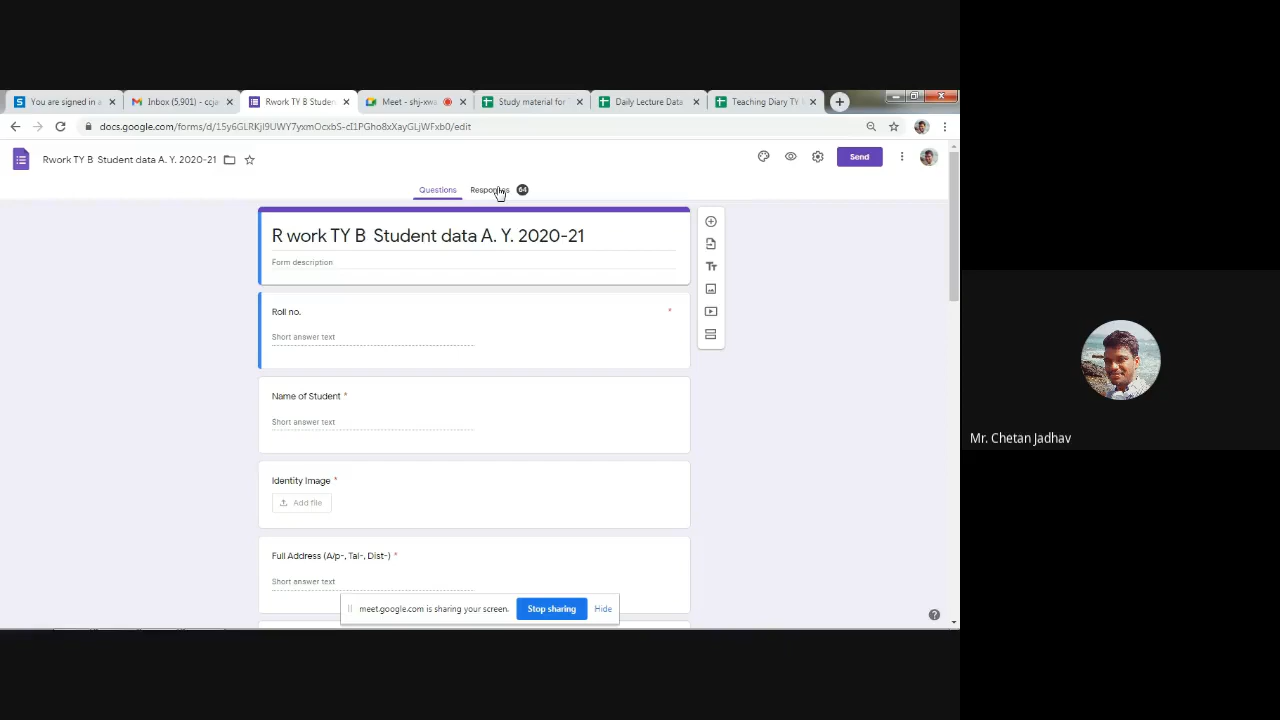 You are signed in a
Inbox (5,901) - ccja
Rwork TY B Studen
Meet - shj-xwa
Study material for
Daily Lecture Data
Teaching Diary TY
docs.google.com/forms/d/15y6GLRKjI9UWY7yxmOcxbS-cI1PGho8xXayGLjWFxb0/edit
Rwork TY B Student data A. Y. 2020-21
Send
Questions
Responses
64
R work TY B Student data A. Y. 2020-21
Form description
Roll no.
*
Short answer text
Name of Student *
Short answer text
Identity Image *
Add file
Full Address (A/p-, Tal-, Dist-) *
Short answer text
meet.google.com is sharing your screen.
Stop sharing
Hide
Mr. Chetan Jadhav